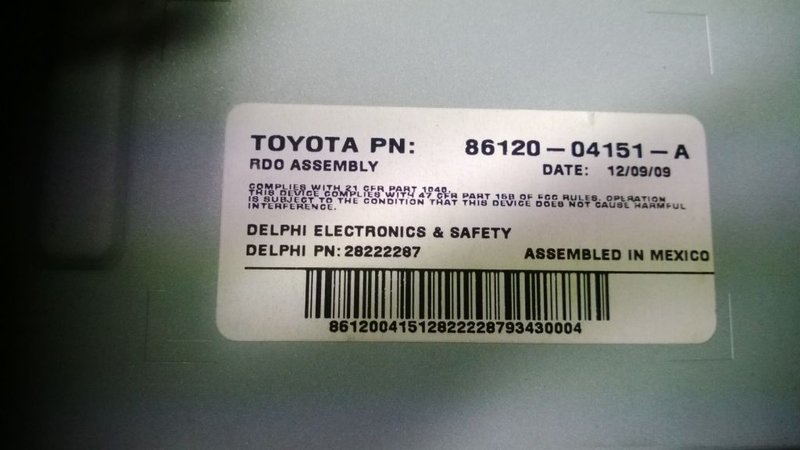 TOYOTA PN: 86120-04151-A
RDO ASSEMBLY DATE: 12/09/09
COMPLIES WITH 21 CFR PART 1040.
THIS DEVICE COMPLIES WITH 47 CFR PART 15B OF FCC RULES. OPERATION
IS SUBJECT TO THE CONDITION THAT THIS DEVICE DOES NOT CAUSE HARMFUL
INTERFERENCE.
DELPHI ELECTRONICS & SAFETY
DELPHI PN: 28222287 ASSEMBLED IN MEXICO
86120041512822228793430004